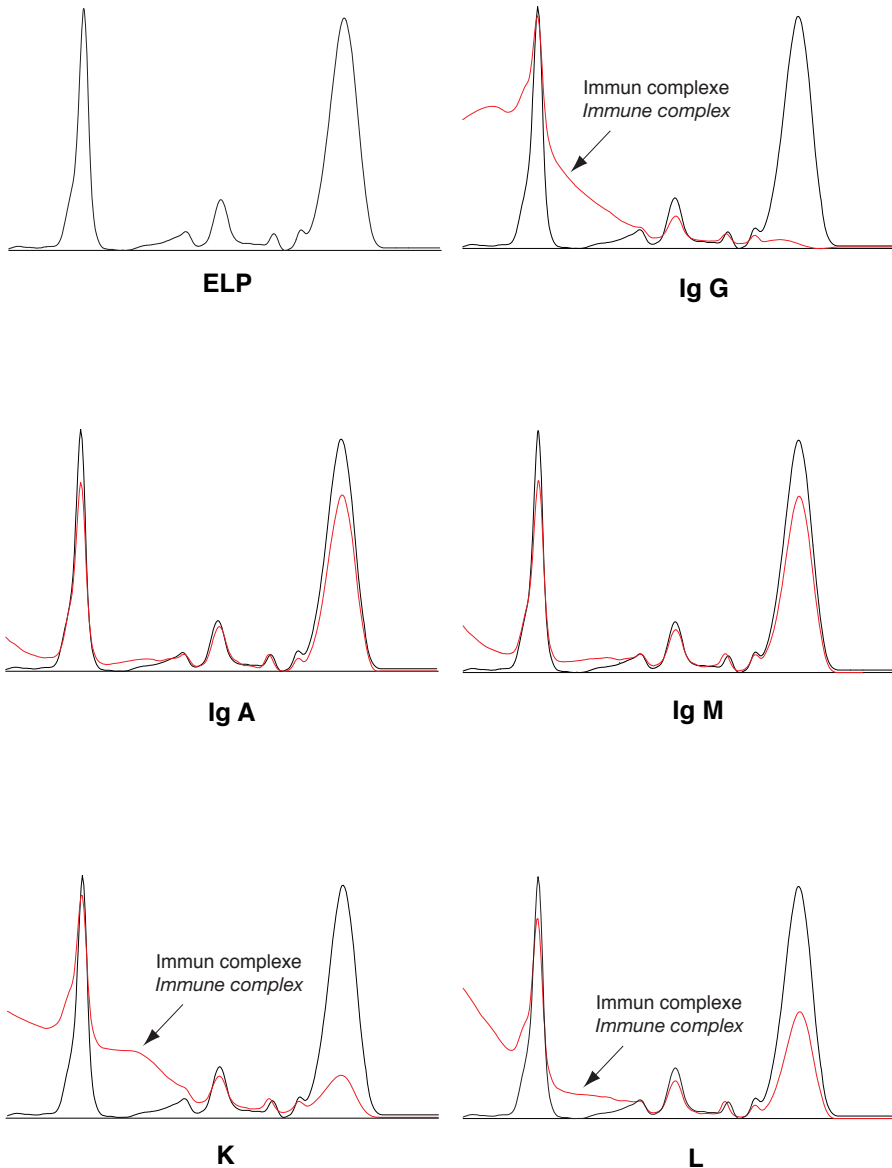 ELP
Immun complexe
Immune complex
Ig G
Ig A
Ig M
Immun complexe
Immune complex
K
Immun complexe
Immune complex
L